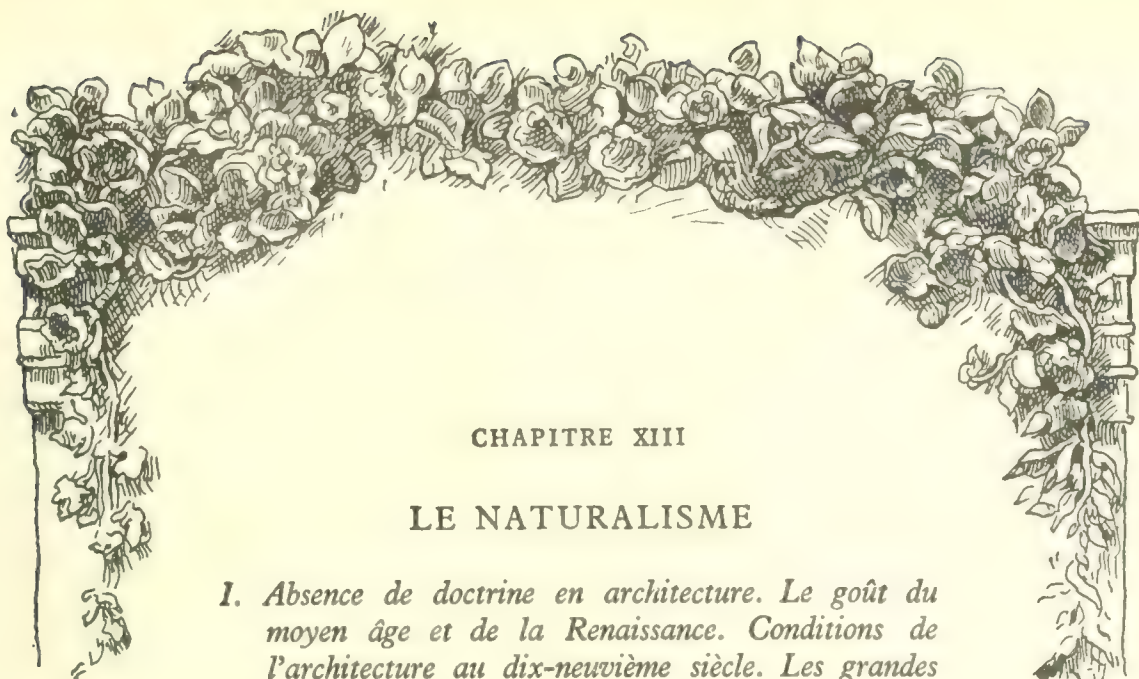 CHAPITRE XIII
LE NATURALISME
I. Absence de doctrine en architecture. Le goût du
moyen âge et de la Renaissance. Conditions de
l'architecture au dix-neuvième siècle. Les grandes